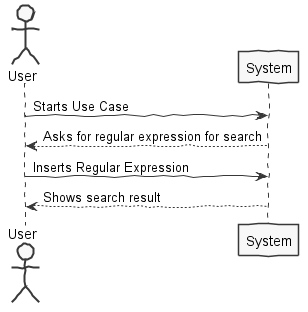 User
System
Starts Use Case
Asks for regular expression for search
Inserts Regular Expression
Shows search result
User
System